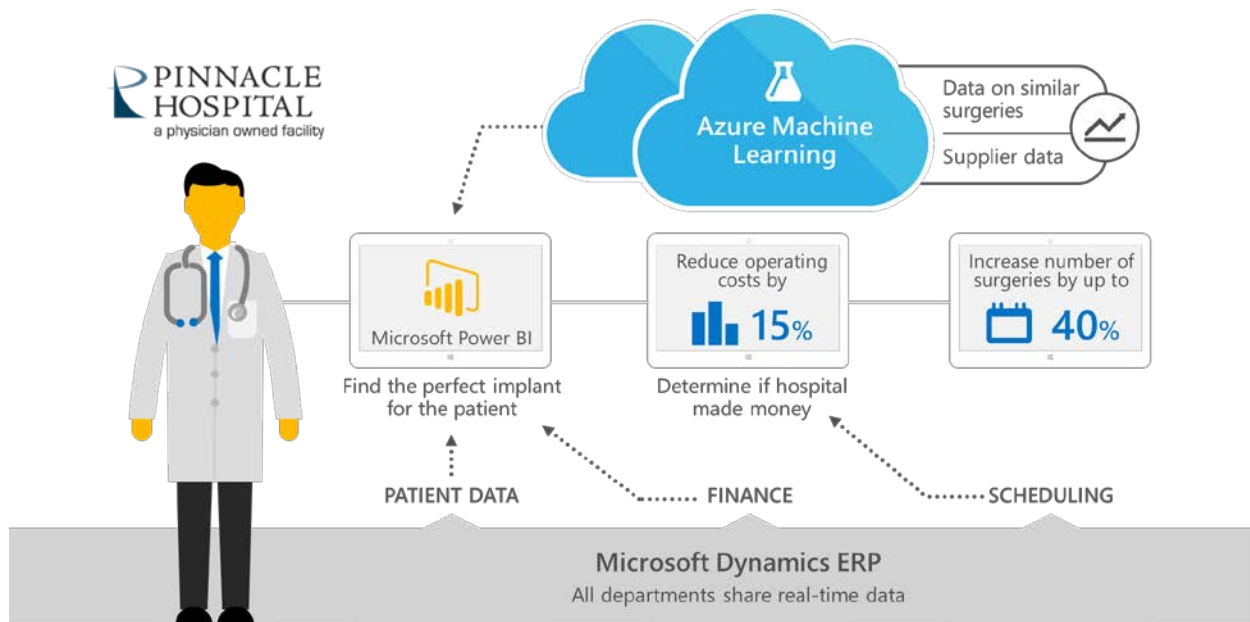 PINNACLE
HOSPITAL
a physician owned facility
Azure Machine
Learning
Data on similar
surgeries
Supplier data
Microsoft Power BI
Find the perfect implant
for the patient
Reduce operating
costs by
15%
Determine if hospital
made money
Increase number of
surgeries by up to
40%
PATIENT DATA
FINANCE
SCHEDULING
Microsoft Dynamics ERP
All departments share real-time data